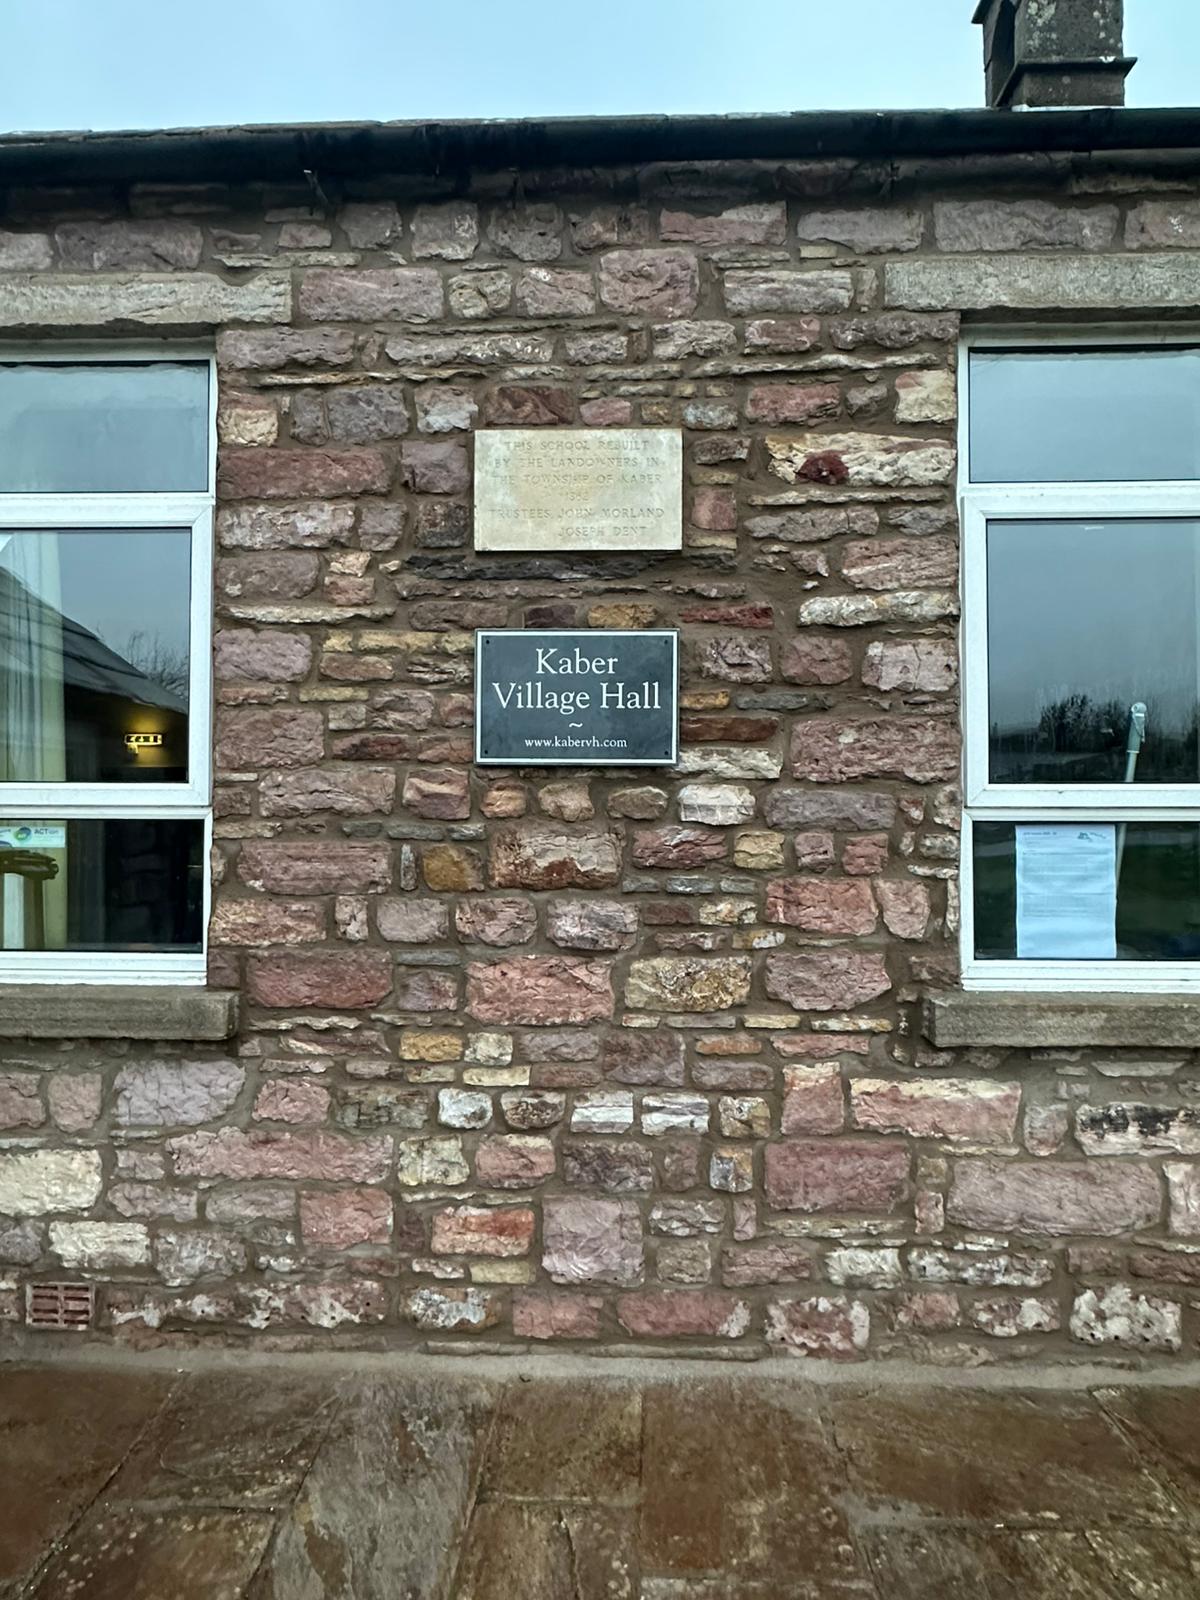 THIS SCHOOL REBUILT
BY THE LANDOWNERS IN
THE TOWNSHIP OF KABER
TRUSTEES, JOHN MORLAND
JOSEPH DENT
Kaber
Village Hall
~
www.kabervh.com
ACTion